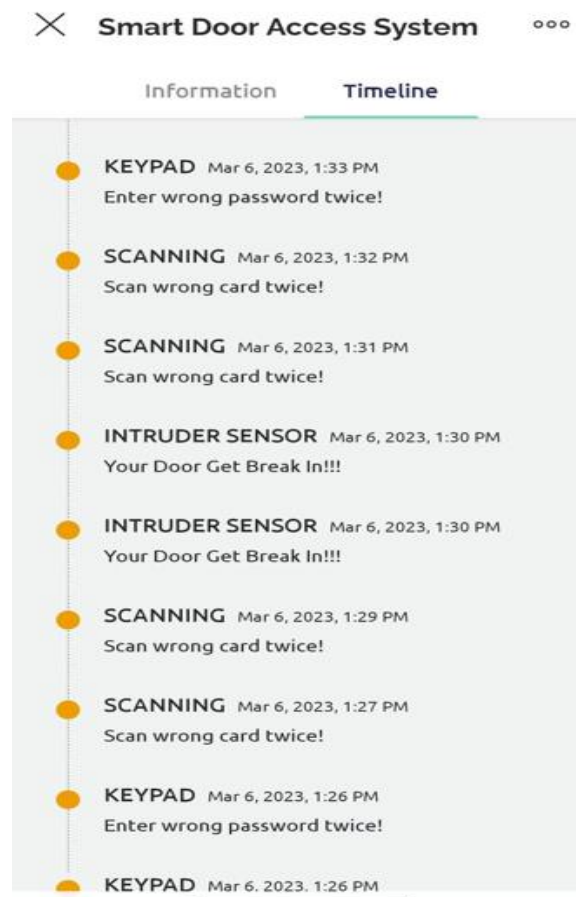 Smart Door Access System
Information Timeline
KEYPAD Mar 6, 2023, 1:33 PM
Enter wrong password twice!
SCANNING Mar 6, 2023, 1:32 PM
Scan wrong card twice!
SCANNING Mar 6, 2023, 1:31 PM
Scan wrong card twice!
INTRUDER SENSOR Mar 6, 2023, 1:30 PM
Your Door Get Break In!!!
INTRUDER SENSOR Mar 6, 2023, 1:30 PM
Your Door Get Break In!!!
SCANNING Mar 6, 2023, 1:29 PM
Scan wrong card twice!
SCANNING Mar 6, 2023, 1:27 PM
Scan wrong card twice!
KEYPAD Mar 6, 2023, 1:26 PM
Enter wrong password twice!
KEYPAD Mar 6, 2023, 1:26 PM